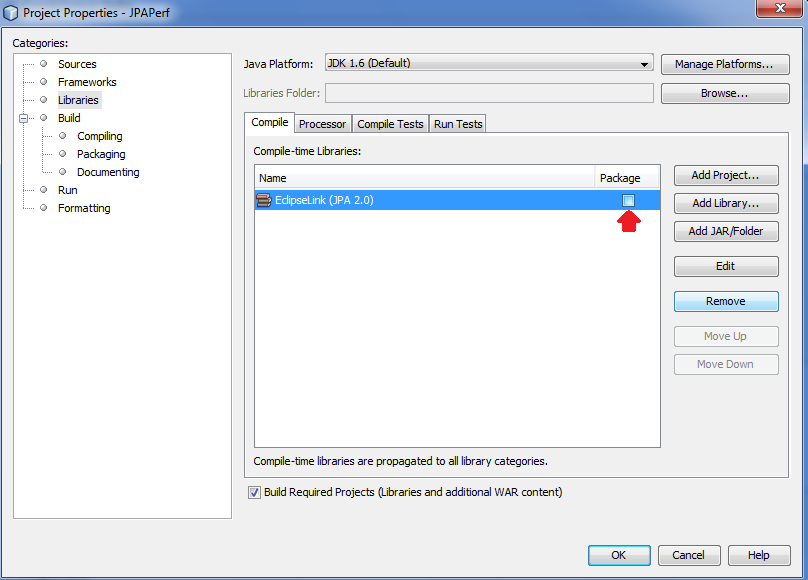 Project Properties - JPAPerf
Categories:
Sources
Frameworks
Libraries
Build
Compiling
Packaging
Documenting
Run
Formatting
Java Platform: JDK 1.6 (Default) Manage Platforms...
Libraries Folder: Browse...
Compile Processor Compile Tests Run Tests
Compile-time Libraries:
Name Package
EclipseLink (JPA 2.0)
Add Project...
Add Library...
Add JAR/Folder
Edit
Remove
Move Up
Move Down
Compile-time libraries are propagated to all library categories.
Build Required Projects (Libraries and additional WAR content)
OK Cancel Help